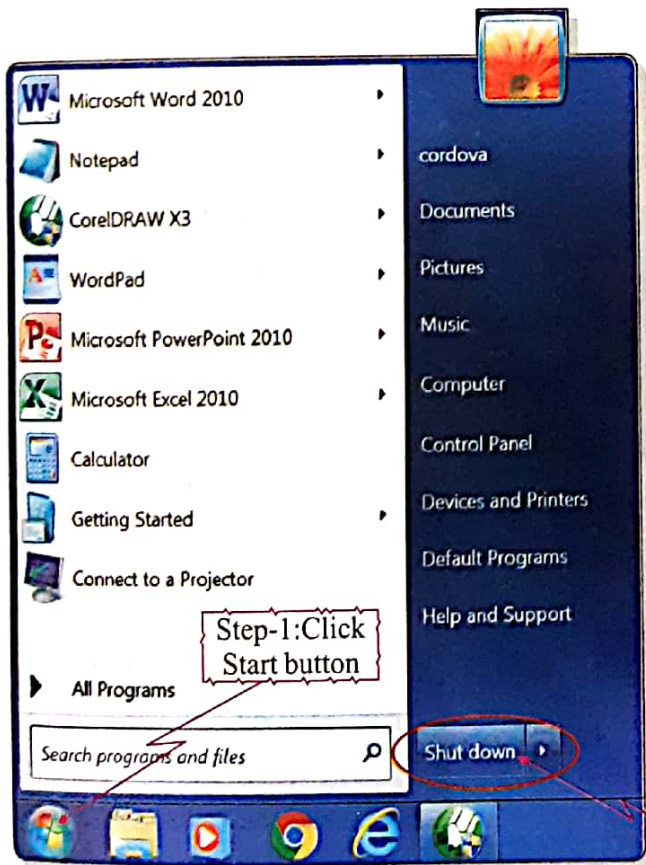 Microsoft Word 2010
Notepad
CorelDRAW X3
WordPad
Microsoft PowerPoint 2010
Microsoft Excel 2010
Calculator
Getting Started
Connect to a Projector
Step-1:Click
Start button
All Programs
Search programs and files
cordova
Documents
Pictures
Music
Computer
Control Panel
Devices and Printers
Default Programs
Help and Support
Shut down